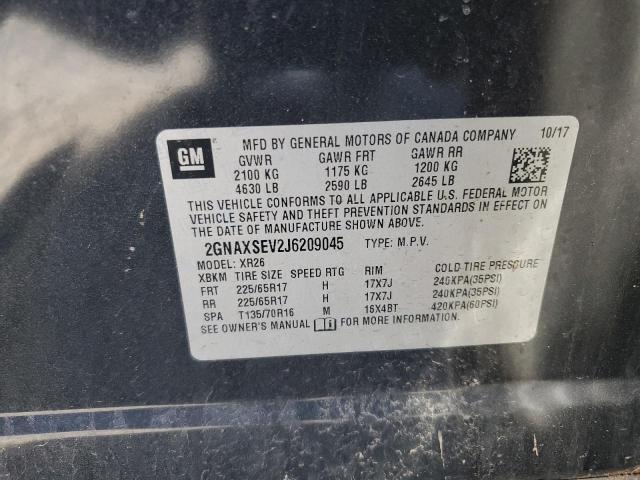 GM
MFD BY GENERAL MOTORS OF CANADA COMPANY 10/17
GVWR GAWR FRT GAWR RR
2100 KG 1175 KG 1200 KG
4630 LB 2590 LB 2645 LB
THIS VEHICLE CONFORMS TO ALL APPLICABLE U.S. FEDERAL MOTOR
VEHICLE SAFETY AND THEFT PREVENTION STANDARDS IN EFFECT ON
THE DATE OF MANUFACTURE SHOWN ABOVE.
2GNAXSEV2J6209045 TYPE: M.P.V.
MODEL: XR26
XBKM TIRE SIZE SPEED RTG RIM COLD TIRE PRESSURE
FRT 225/65R17 H 17X7J 240KPA(35PSI)
RR 225/65R17 H 17X7J 240KPA(35PSI)
SPA T135/70R16 M 16X4BT 420KPA(60PSI)
SEE OWNER'S MANUAL FOR MORE INFORMATION.